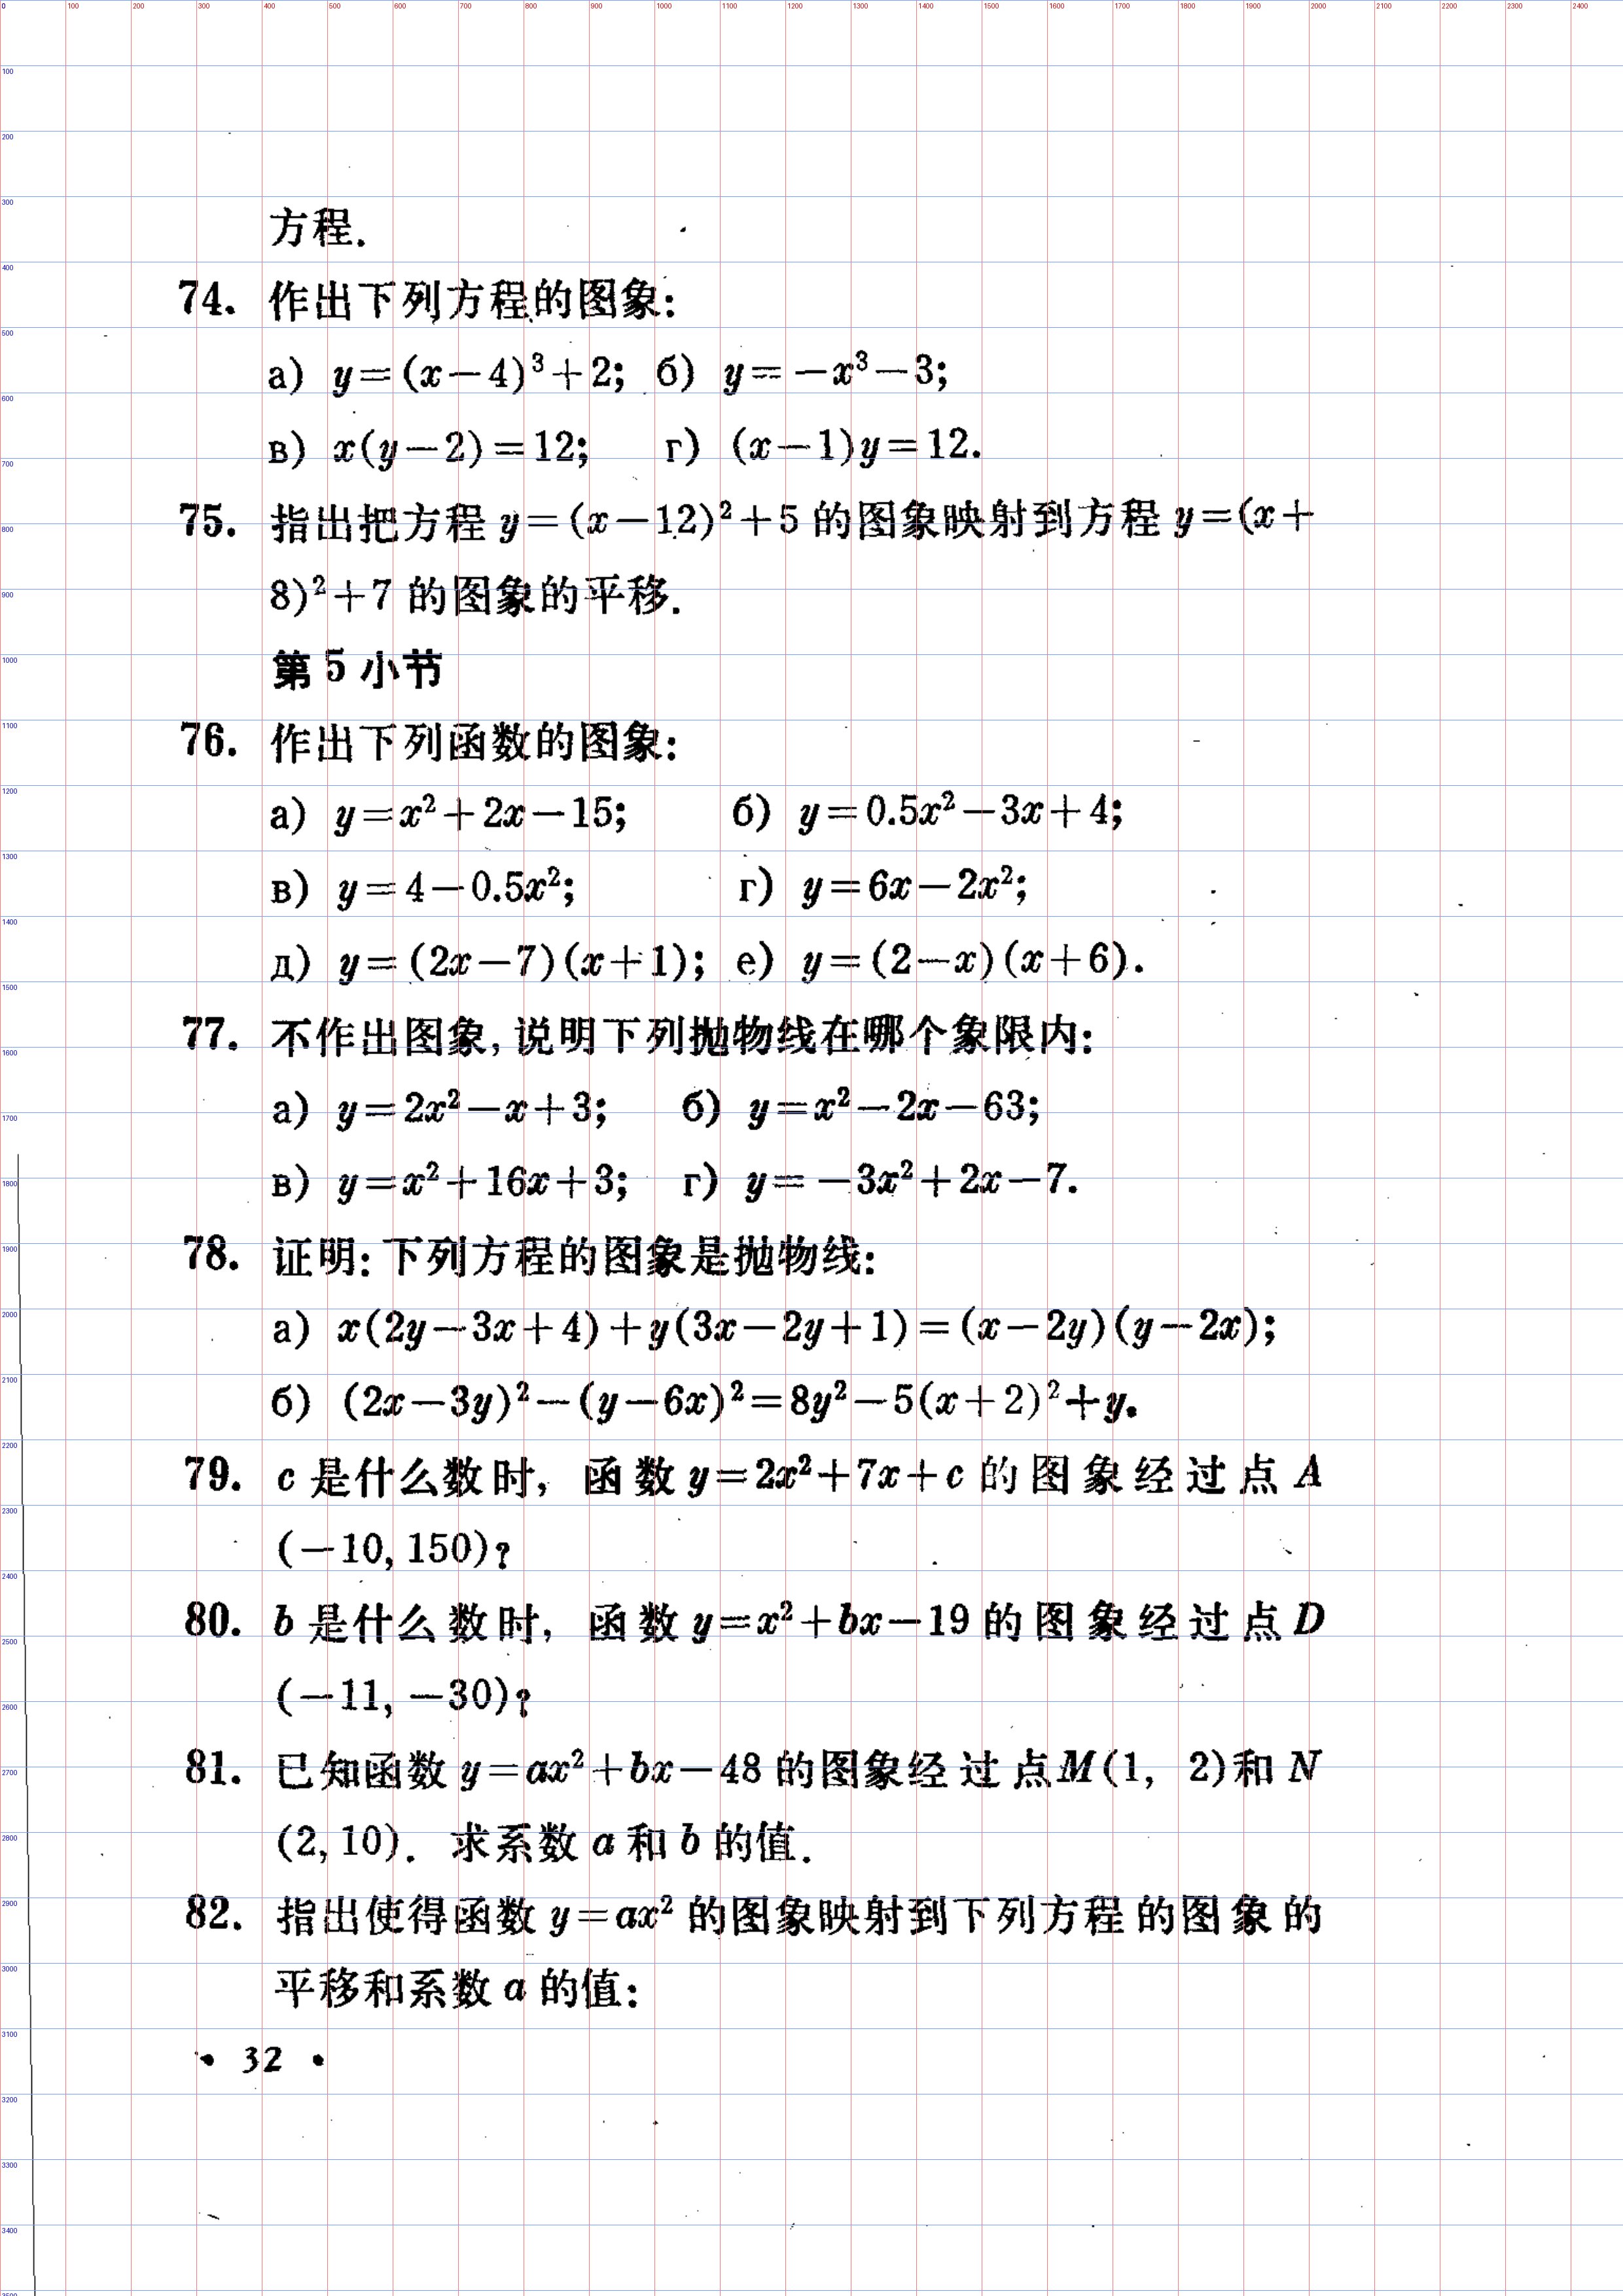 方程.
74. 作出下列方程的图象:
а) y=(x-4)³+2; б) y=-x³-3;
в) x(y-2)=12; г) (x-1)y=12.
75. 指出把方程 y=(x-12)²+5 的图象映射到方程 y=(x+
8)²+7 的图象的平移.
第 5 小节
76. 作出下列函数的图象:
а) y=x²+2x-15; б) y=0.5x²-3x+4;
в) y=4-0.5x²; г) y=6x-2x²;
д) y=(2x-7)(x+1); е) y=(2-x)(x+6).
77. 不作出图象, 说明下列抛物线在哪个象限内:
а) y=2x²-x+3; б) y=x²-2x-63;
в) y=x²+16x+3; г) y=-3x²+2x-7.
78. 证明: 下列方程的图象是抛物线:
а) x(2y-3x+4)+y(3x-2y+1)=(x-2y)(y-2x);
б) (2x-3y)²-(y-6x)²=8y²-5(x+2)²+y.
79. c 是什么数时, 函数 y=2x²+7x+c 的图象经过点 A
(-10, 150)?
80. b 是什么数时, 函数 y=x²+bx-19 的图象经过点 D
(-11, -30)?
81. 已知函数 y=ax²+bx-48 的图象经过点M(1, 2)和 N
(2, 10). 求系数 a 和 b 的值.
82. 指出使得函数 y=ax² 的图象映射到下列方程的图象的
平移和系数 a 的值:
• 32 •